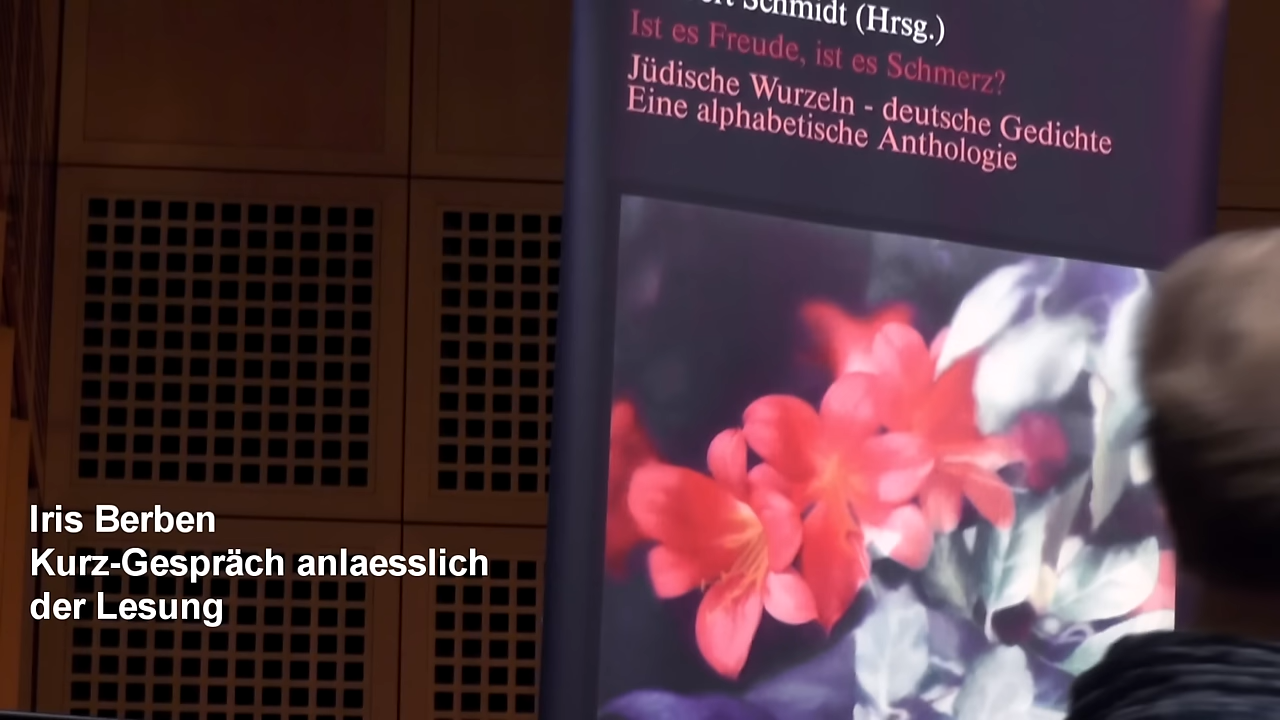 Schmidt (Hrsg.)
Ist es Freude, ist es Schmerz?
Jüdische Wurzeln - deutsche Gedichte
Eine alphabetische Anthologie
Iris Berben
Kurz-Gespräch anlaesslich
der Lesung